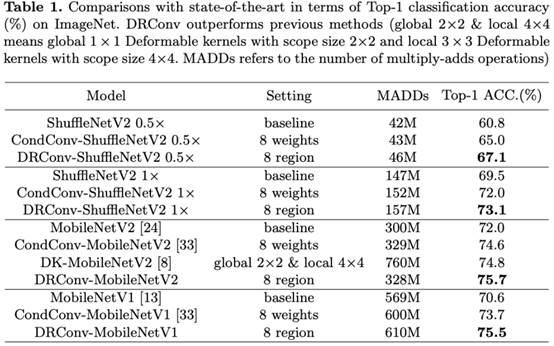 Table 1. Comparisons with state-of-the-art in terms of Top-1 classification accuracy
(%) on ImageNet. DRConv outperforms previous methods (global 2×2 & local 4×4
means global 1 × 1 Deformable kernels with scope size 2×2 and local 3 × 3 Deformable
kernels with scope size 4×4. MADDs refers to the number of multiply-adds operations)
Model Setting MADDs Top-1 ACC.(%)
ShuffleNetV2 0.5× baseline 42M 60.8
CondConv-ShuffleNetV2 0.5× 8 weights 43M 65.0
DRConv-ShuffleNetV2 0.5× 8 region 46M 67.1
ShuffleNetV2 1× baseline 147M 69.5
CondConv-ShuffleNetV2 1× 8 weights 152M 72.0
DRConv-ShuffleNetV2 1× 8 region 157M 73.1
MobileNetV2 [24] baseline 300M 72.0
CondConv-MobileNetV2 [33] 8 weights 329M 74.6
DK-MobileNetV2 [8] global 2×2 & local 4×4 760M 74.8
DRConv-MobileNetV2 8 region 328M 75.7
MobileNetV1 [13] baseline 569M 70.6
CondConv-MobileNetV1 [33] 8 weights 600M 73.7
DRConv-MobileNetV1 8 region 610M 75.5